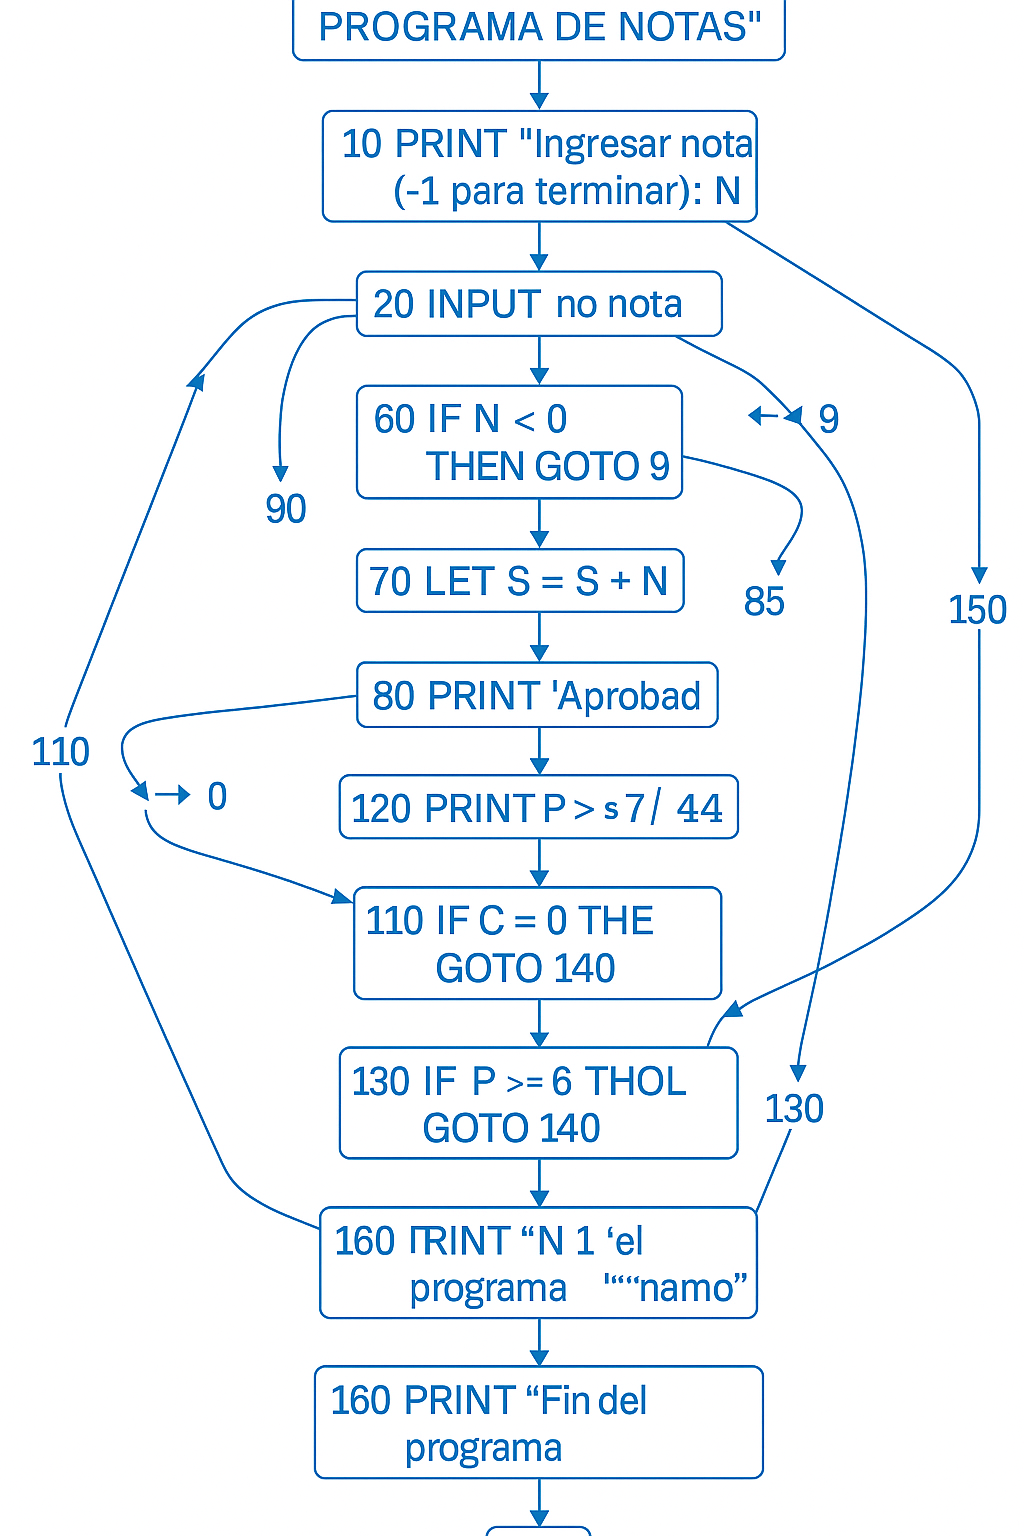 PROGRAMA DE NOTAS"
10 PRINT "Ingresar nota
(-1 para terminar): N
20 INPUT no nota
60 IF N < 0
THEN GOTO 9
9
90
70 LET S = S + N
85
150
80 PRINT 'Aprobad
110
0
120 PRINT P > s 7 / 44
110 IF C = 0 THE
GOTO 140
130 IF P >= 6 THOL
GOTO 140
130
160 PRINT “N 1 ‘el
programa '““namo”
160 PRINT “Fin del
programa